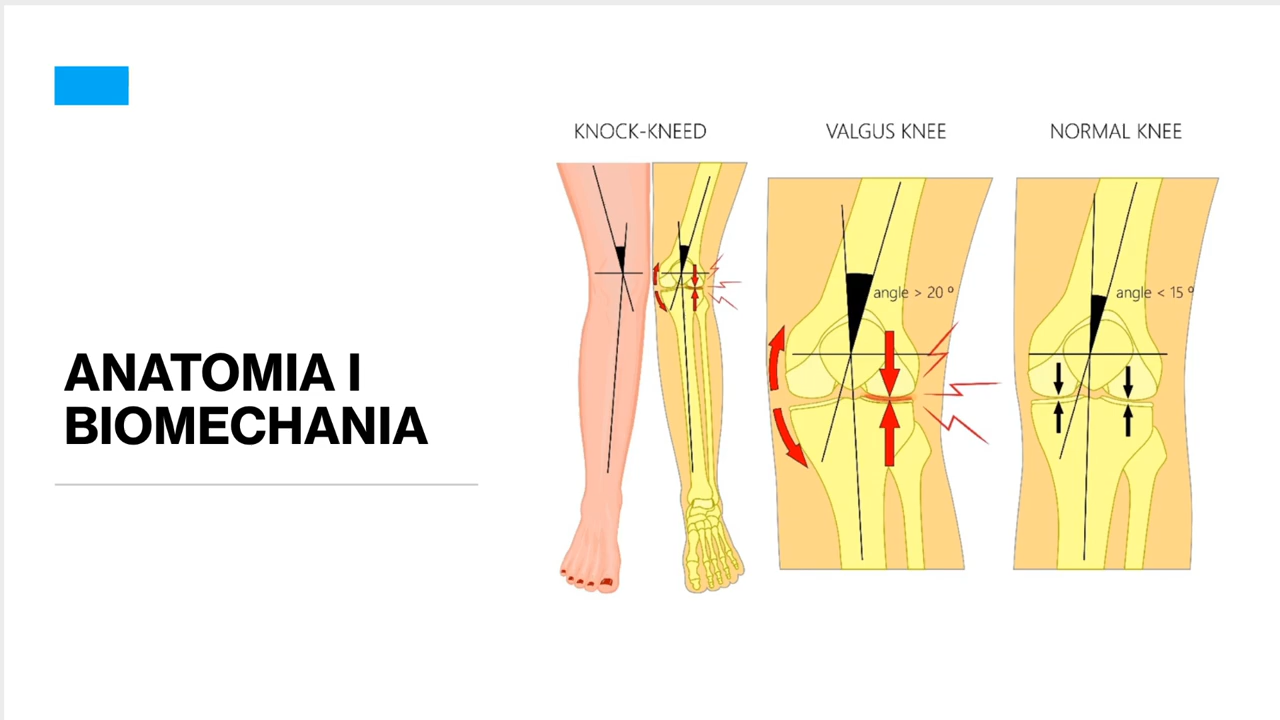 ANATOMIA I
BIOMECHANIA
KNOCK-KNEED
VALGUS KNEE
NORMAL KNEE
angle > 20 º
angle < 15 º